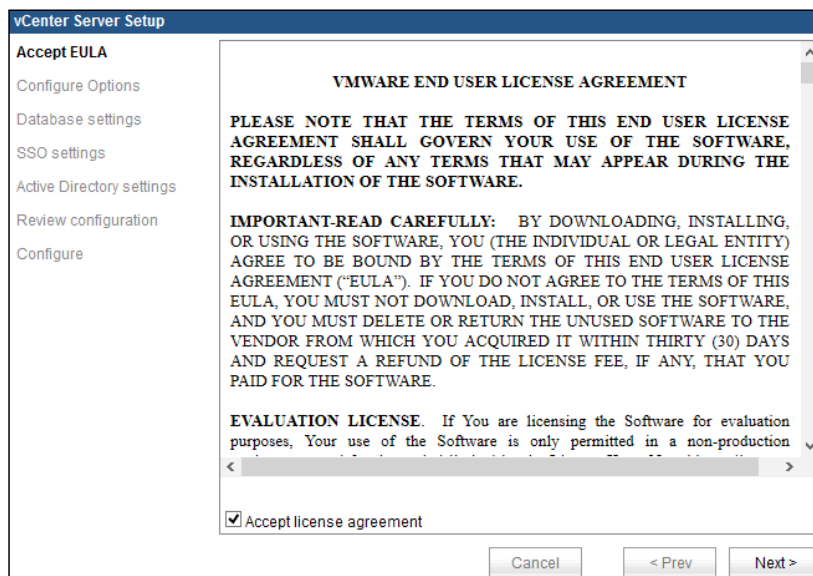 vCenter Server Setup
Accept EULA
Configure Options
Database settings
SSO settings
Active Directory settings
Review configuration
Configure
VMWARE END USER LICENSE AGREEMENT
PLEASE NOTE THAT THE TERMS OF THIS END USER LICENSE
AGREEMENT SHALL GOVERN YOUR USE OF THE SOFTWARE,
REGARDLESS OF ANY TERMS THAT MAY APPEAR DURING THE
INSTALLATION OF THE SOFTWARE.
IMPORTANT-READ CAREFULLY: BY DOWNLOADING, INSTALLING,
OR USING THE SOFTWARE, YOU (THE INDIVIDUAL OR LEGAL ENTITY)
AGREE TO BE BOUND BY THE TERMS OF THIS END USER LICENSE
AGREEMENT (“EULA”). IF YOU DO NOT AGREE TO THE TERMS OF THIS
EULA, YOU MUST NOT DOWNLOAD, INSTALL, OR USE THE SOFTWARE,
AND YOU MUST DELETE OR RETURN THE UNUSED SOFTWARE TO THE
VENDOR FROM WHICH YOU ACQUIRED IT WITHIN THIRTY (30) DAYS
AND REQUEST A REFUND OF THE LICENSE FEE, IF ANY, THAT YOU
PAID FOR THE SOFTWARE.
EVALUATION LICENSE. If You are licensing the Software for evaluation
purposes, Your use of the Software is only permitted in a non-production
Accept license agreement
Cancel
< Prev
Next >